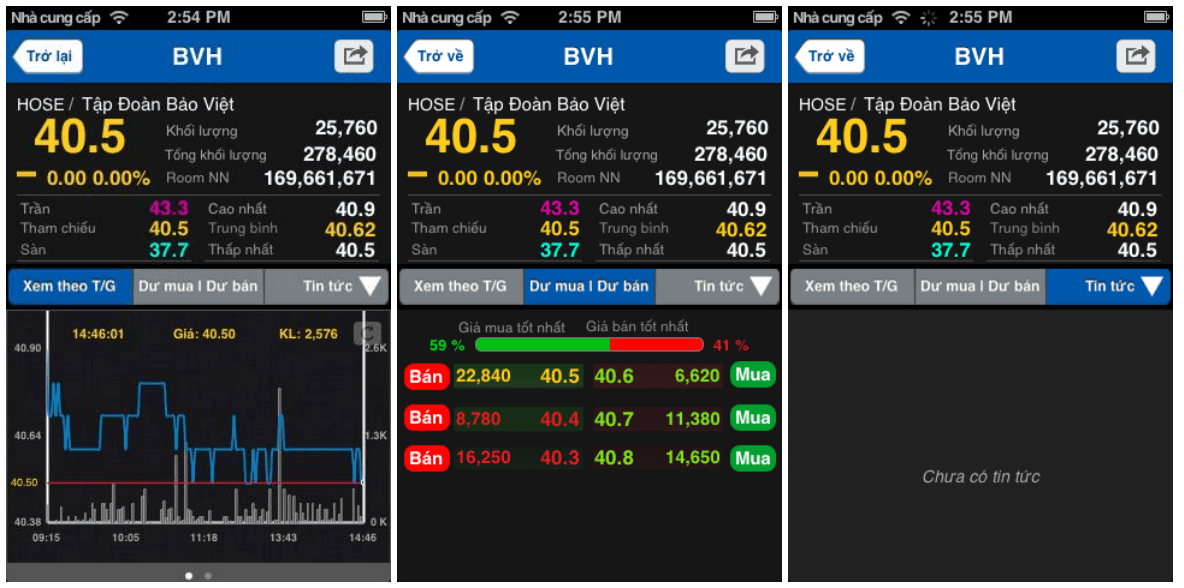 Nhà cung cấp 2:54 PM
Trở lại BVH
HOSE / Tập Đoàn Bảo Việt
40.5 Khối lượng 25,760
Tổng khối lượng 278,460
0.00 0.00% Room NN 169,661,671
Trần 43.3 Cao nhất 40.9
Tham chiếu 40.5 Trung bình 40.62
Sàn 37.7 Thấp nhất 40.5
Xem theo T/G Dư mua I Dư bán Tin tức
14:46:01 Giá: 40.50 KL: 2,576 C
40.90 2.6K
40.64 1.3K
40.50
40.38 0 K
09:15 10:05 11:18 13:43 14:46
Nhà cung cấp 2:55 PM
Trở về BVH
HOSE / Tập Đoàn Bảo Việt
40.5 Khối lượng 25,760
Tổng khối lượng 278,460
0.00 0.00% Room NN 169,661,671
Trần 43.3 Cao nhất 40.9
Tham chiếu 40.5 Trung bình 40.62
Sàn 37.7 Thấp nhất 40.5
Xem theo T/G Dư mua I Dư bán Tin tức
Giá mua tốt nhất Giá bán tốt nhất
59 % 41 %
Bán 22,840 40.5 40.6 6,620 Mua
Bán 8,780 40.4 40.7 11,380 Mua
Bán 16,250 40.3 40.8 14,650 Mua
Nhà cung cấp 2:55 PM
Trở về BVH
HOSE / Tập Đoàn Bảo Việt
40.5 Khối lượng 25,760
Tổng khối lượng 278,460
0.00 0.00% Room NN 169,661,671
Trần 43.3 Cao nhất 40.9
Tham chiếu 40.5 Trung bình 40.62
Sàn 37.7 Thấp nhất 40.5
Xem theo T/G Dư mua I Dư bán Tin tức
Chưa có tin tức